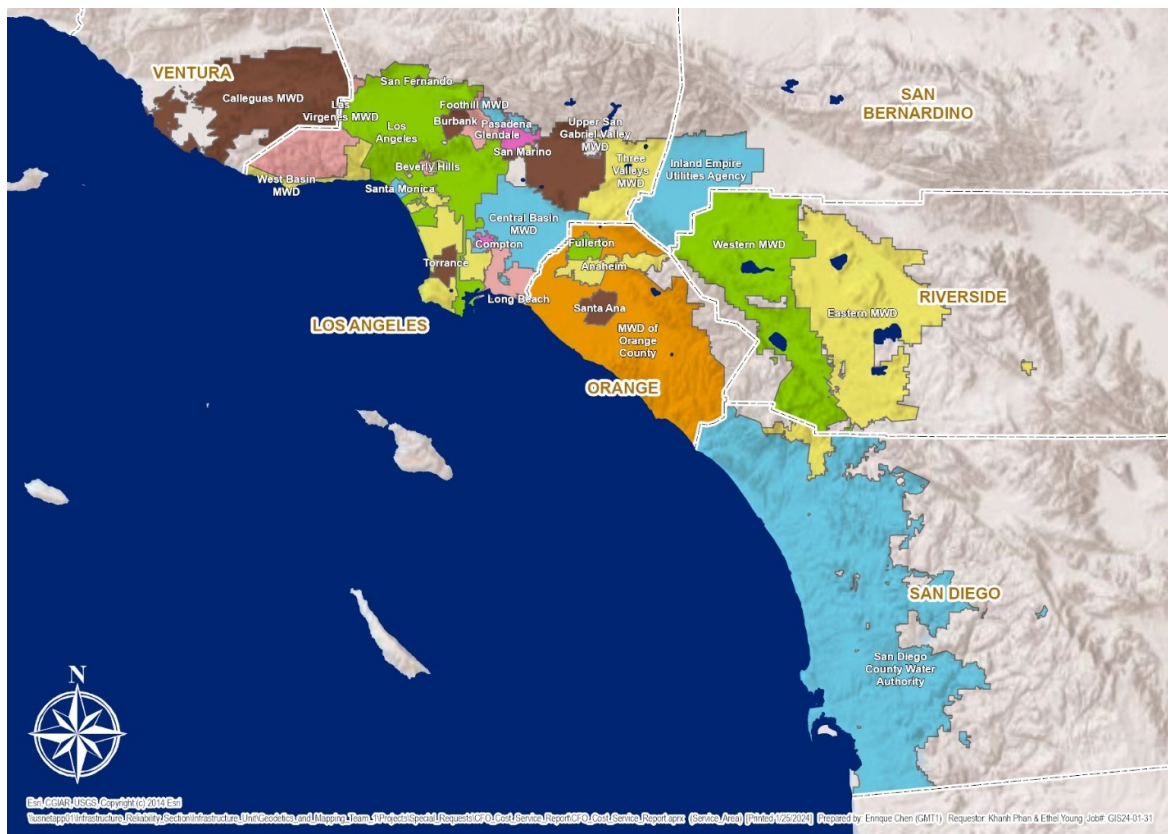 VENTURA
Calleguas MWD
Las
Virgenes MWD
San Fernando
Foothill MWD
Burbank
Pasadena
Glendale
Los
Angeles
San Marino
Upper San
Gabriel Valley
MWD
Three
Valleys
MWD
SAN
BERNARDINO
Inland Empire
Utilities Agency
Beverly Hills
West Basin
MWD
Santa Monica
Central Basin
MWD
Compton
Fullerton
Anaheim
Torrance
Long Beach
Santa Ana
Western MWD
Eastern MWD
RIVERSIDE
LOS ANGELES
MWD of
Orange
County
ORANGE
SAN DIEGO
San Diego
County Water
Authority
N
Esri, CGIAR, USGS, Copyright (c) 2014 Esri
Prepared by: Enrique Chen (GMT1) Requestor: Khanh Phan & Ethel Young Job#: GIS24-01-31